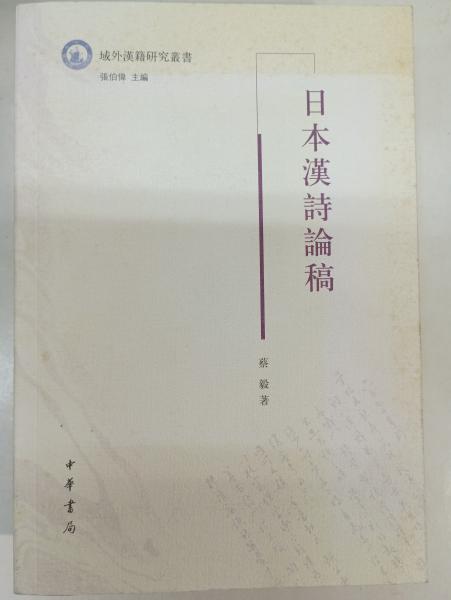 域外漢籍研究叢書
張伯偉 主編
日本漢詩論稿
蔡毅著
中華書局